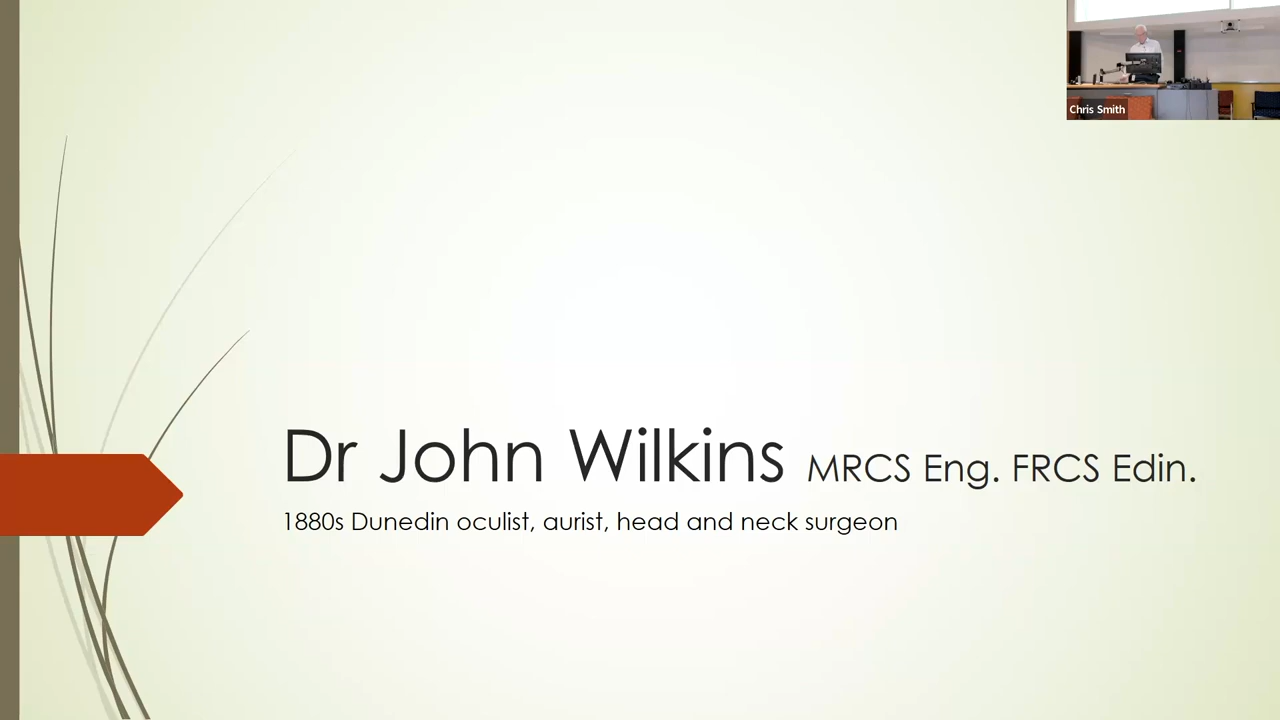 Chris Smith
Dr John Wilkins MRCS Eng. FRCS Edin.
1880s Dunedin oculist, aurist, head and neck surgeon